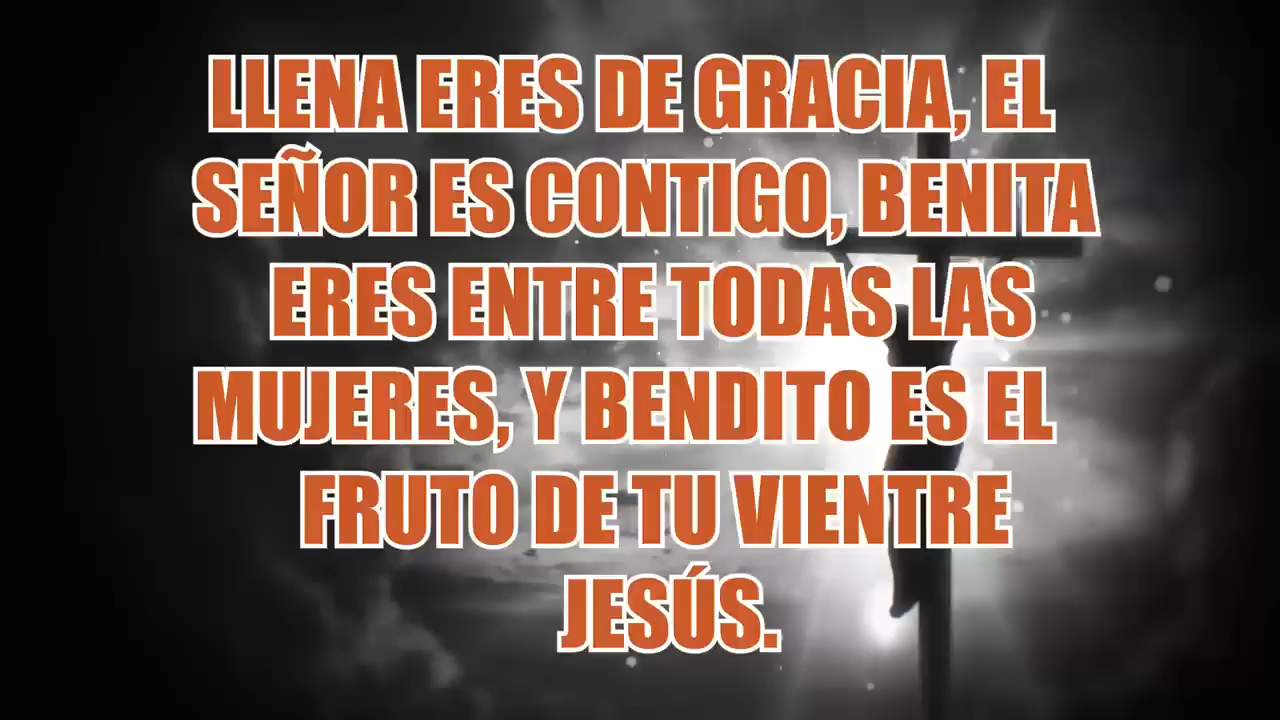 LLENA ERES DE GRACIA, EL
SEÑOR ES CONTIGO, BENITA
ERES ENTRE TODAS LAS
MUJERES, Y BENDITO ES EL
FRUTO DE TU VIENTRE
JESÚS.